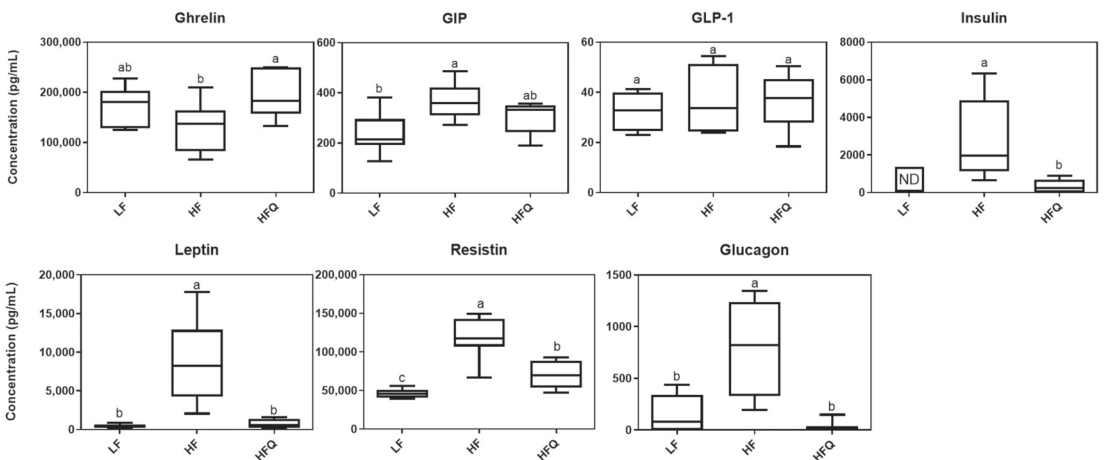 Ghrelin
GIP
GLP-1
Insulin
Concentration (pg/mL)
300,000
200,000
100,000
0
ab
b
a
LF
HF
HFQ
600
400
200
0
b
a
ab
LF
HF
HFQ
60
40
20
0
a
a
a
LF
HF
HFQ
8000
6000
4000
2000
0
ND
a
b
LF
HF
HFQ
Leptin
Resistin
Glucagon
Concentration (pg/mL)
20,000
15,000
10,000
5,000
0
b
a
b
LF
HF
HFQ
200,000
150,000
100,000
50,000
0
c
a
b
LF
HF
HFQ
1500
1000
500
0
b
a
b
LF
HF
HFQ